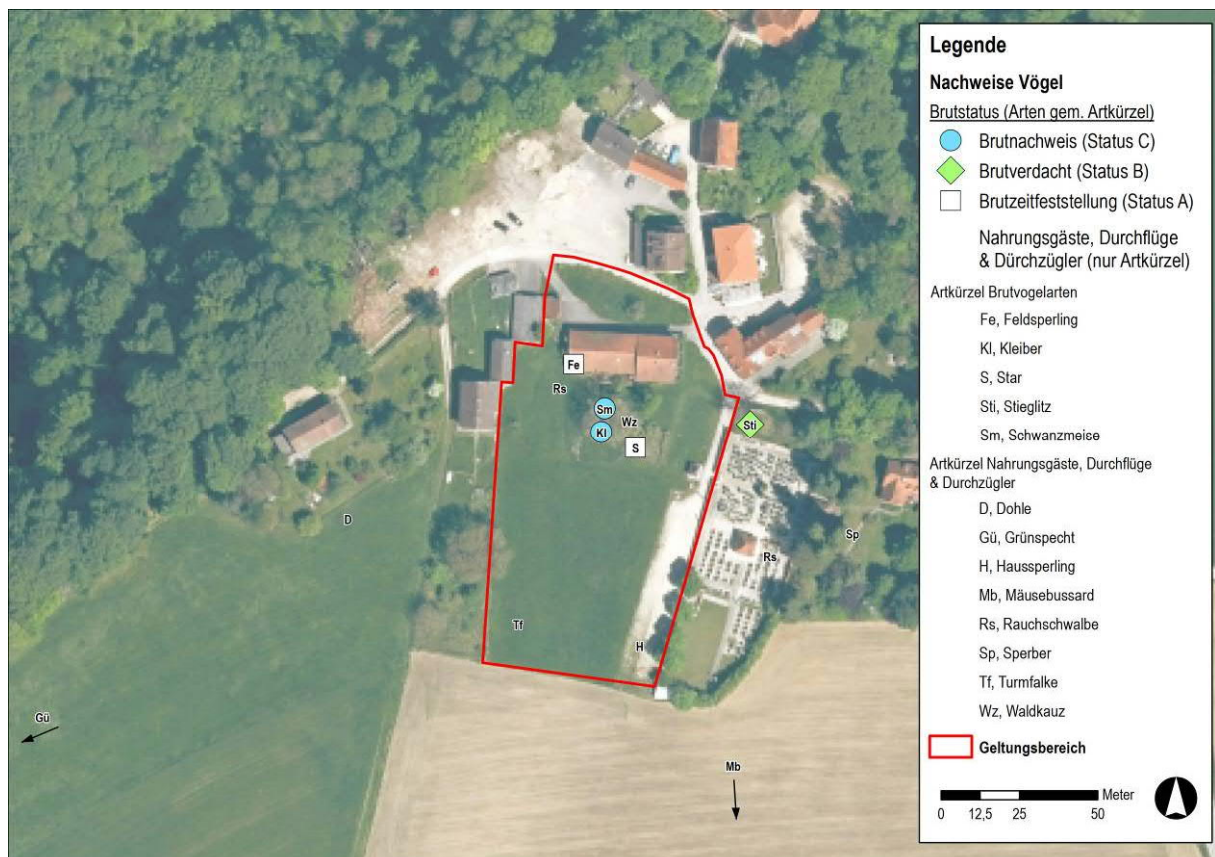 Legende
Nachweise Vögel
Brutstatus (Arten gem. Artkürzel)
Brutnachweis (Status C)
Brutverdacht (Status B)
Brutzeitfeststellung (Status A)
Nahrungsgäste, Durchflüge
& Dürchzügler (nur Artkürzel)
Artkürzel Brutvogelarten
Fe, Feldsperling
Kl, Kleiber
S, Star
Sti, Stieglitz
Sm, Schwanzmeise
Artkürzel Nahrungsgäste, Durchflüge
& Durchzügler
D, Dohle
Gü, Grünspecht
H, Haussperling
Mb, Mäusebussard
Rs, Rauchschwalbe
Sp, Sperber
Tf, Turmfalke
Wz, Waldkauz
Geltungsbereich
Meter
0 12,5 25 50
Fe
Rs
Sm
Wz
Sti
Kl
S
D
Sp
Rs
Tf
H
Gü
Mb